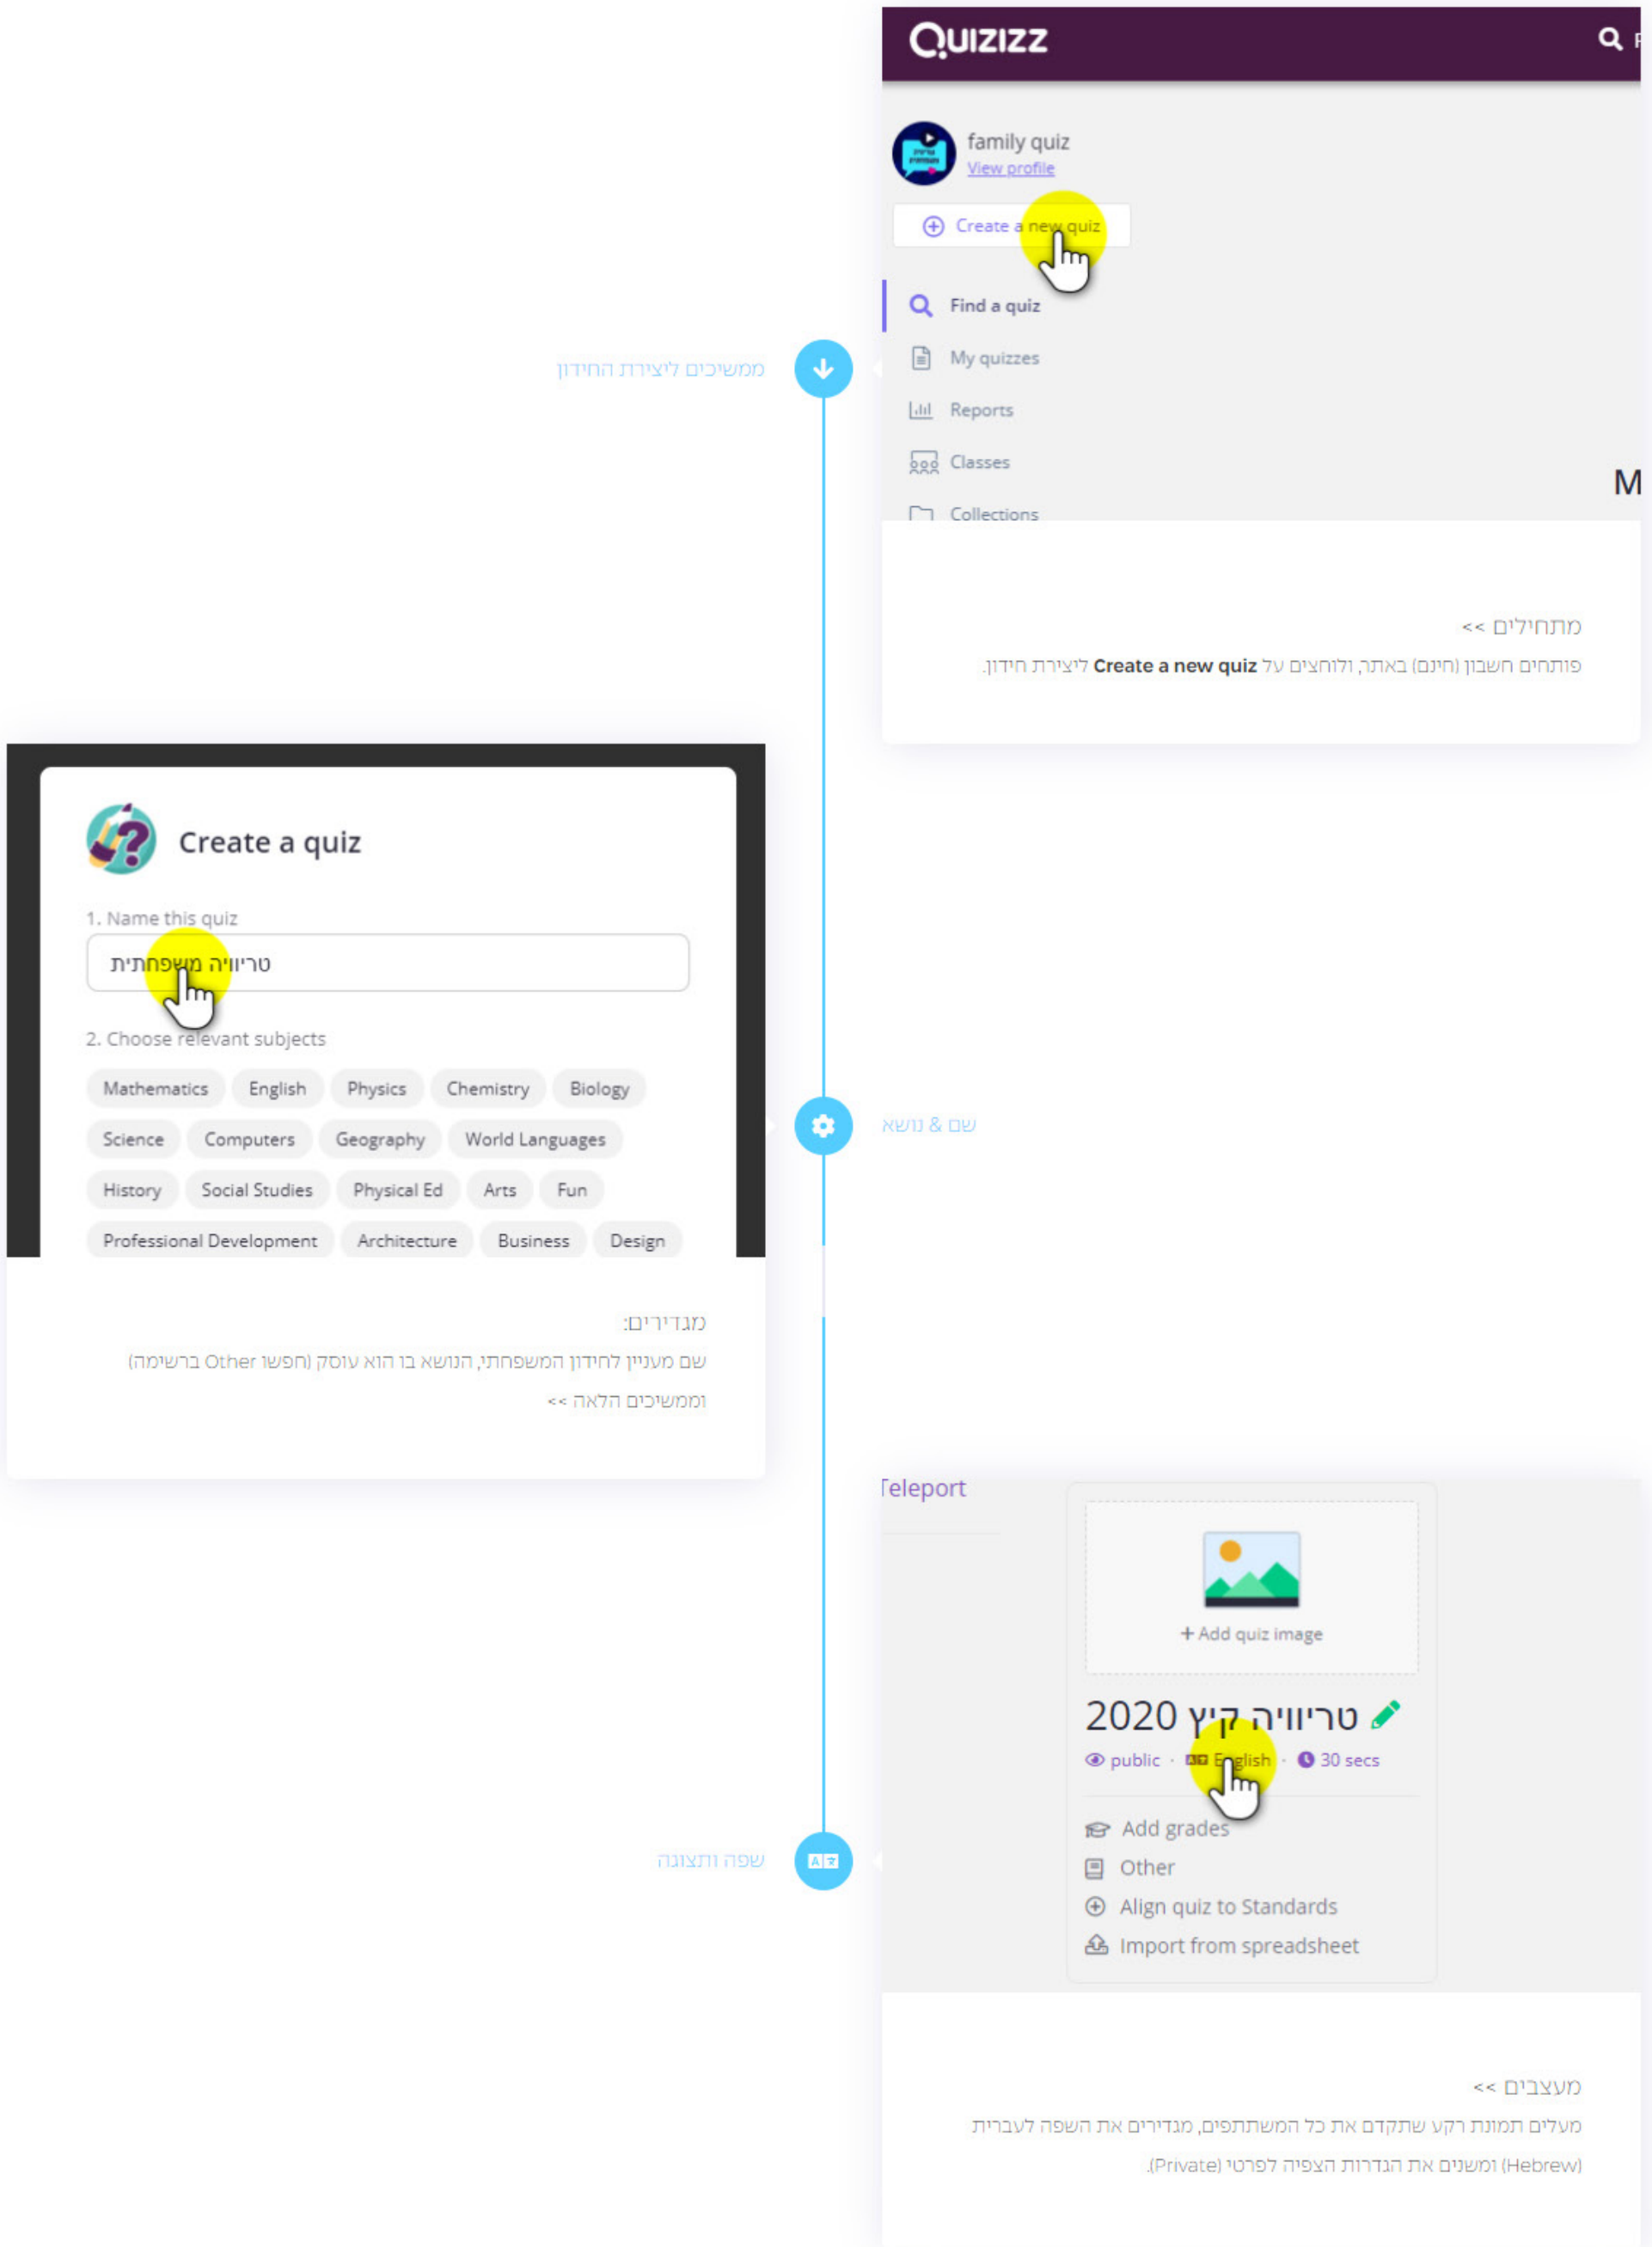 Quizizz
family quiz
View profile
Create a new quiz
Find a quiz
My quizzes
Reports
Classes
Collections
M
ממשיכים ליצירת החידון
מתחילים >>
פותחים חשבון (חינם) באתר, ולוחצים על Create a new quiz ליצירת חידון.
Create a quiz
1. Name this quiz
טריוויה משפחתית
2. Choose relevant subjects
Mathematics English Physics Chemistry Biology
Science Computers Geography World Languages
History Social Studies Physical Ed Arts Fun
Professional Development Architecture Business Design
שם & נושא
מגדירים:
שם מעניין לחידון המשפחתי, הנושא בו הוא עוסק (חפשו Other ברשימה)
וממשיכים הלאה >>
Teleport
+ Add quiz image
טריוויה קיץ 2020
public · English · 30 secs
Add grades
Other
Align quiz to Standards
Import from spreadsheet
שפה ותצוגה
מעצבים >>
מעלים תמונת רקע שתקדם את כל המשתתפים, מגדירים את השפה לעברית
(Hebrew) ומשנים את הגדרות הצפיה לפרטי (Private).